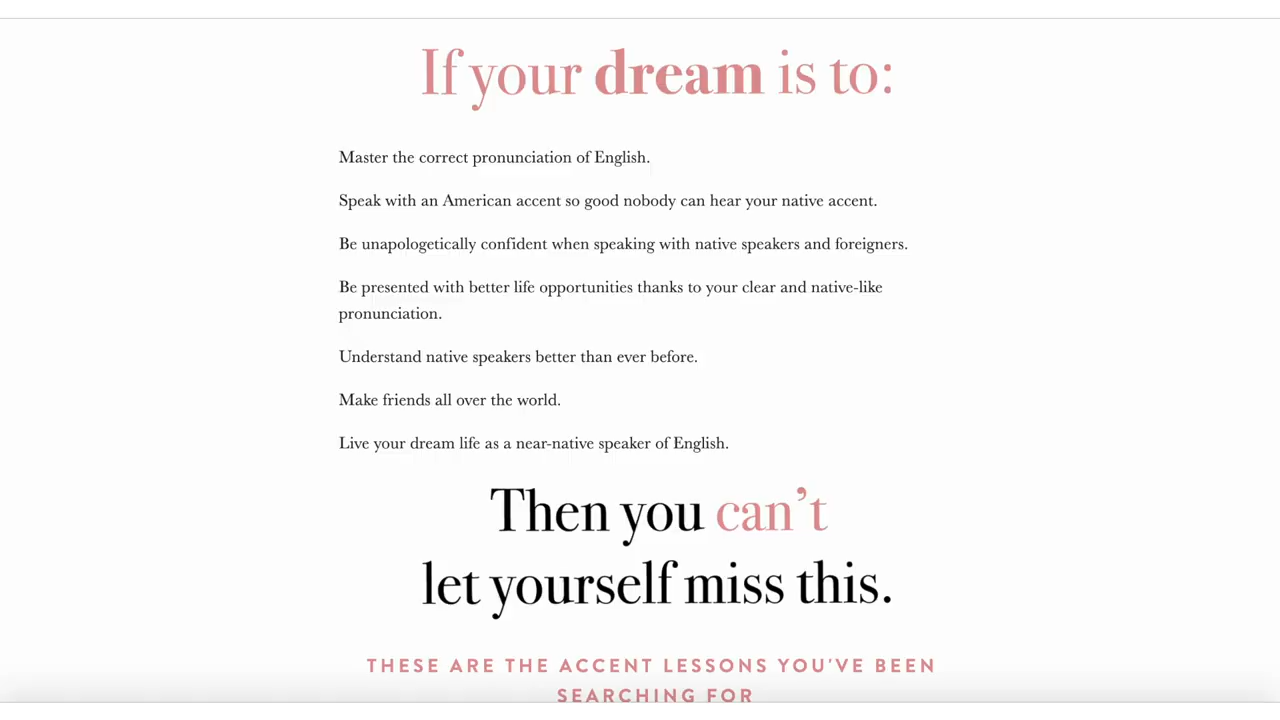 If your dream is to:
Master the correct pronunciation of English.
Speak with an American accent so good nobody can hear your native accent.
Be unapologetically confident when speaking with native speakers and foreigners.
Be presented with better life opportunities thanks to your clear and native-like
pronunciation.
Understand native speakers better than ever before.
Make friends all over the world.
Live your dream life as a near-native speaker of English.
Then you can’t
let yourself miss this.
THESE ARE THE ACCENT LESSONS YOU'VE BEEN
SEARCHING FOR